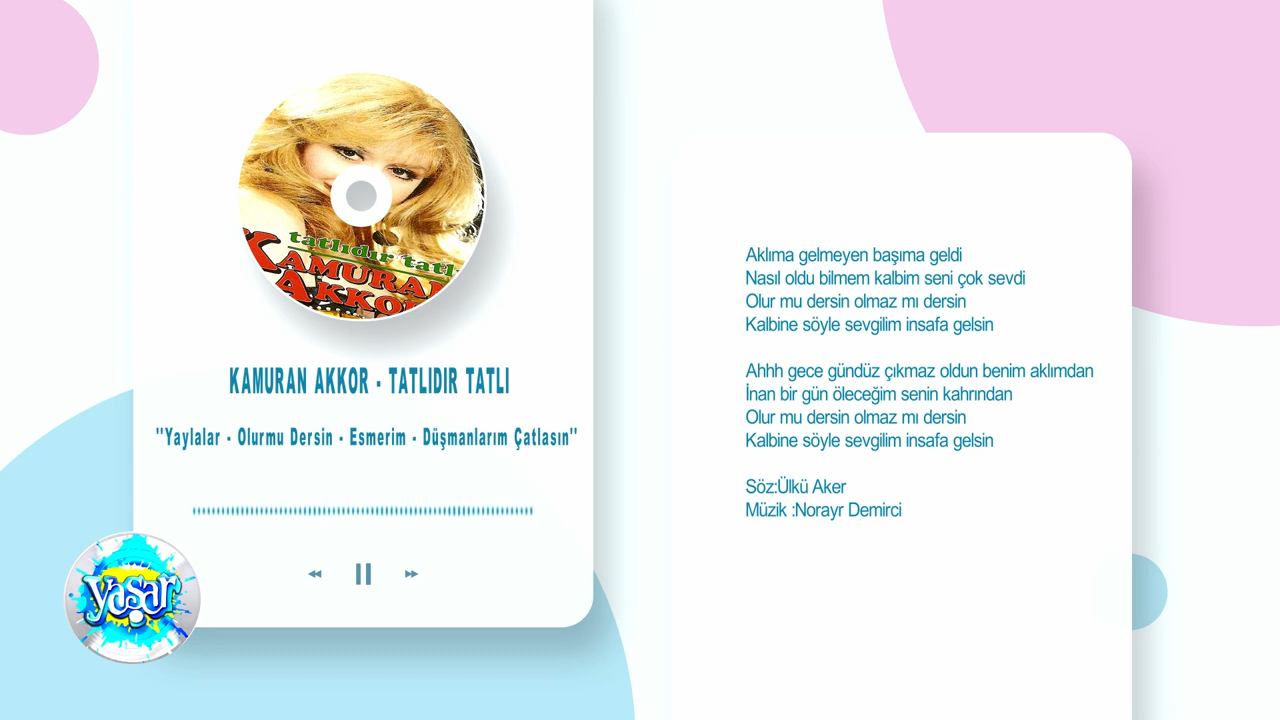 tatlıdır tatl
KAMURAN
AKKO
KAMURAN AKKOR - TATLIDIR TATLI
"Yaylalar - Olurmu Dersin - Esmerim - Düşmanlarım Çatlasın"
yaşar
Aklıma gelmeyen başıma geldi
Nasıl oldu bilmem kalbim seni çok sevdi
Olur mu dersin olmaz mı dersin
Kalbine söyle sevgilim insafa gelsin
Ahhh gece gündüz çıkmaz oldun benim aklımdan
İnan bir gün öleceğim senin kahrından
Olur mu dersin olmaz mı dersin
Kalbine söyle sevgilim insafa gelsin
Söz:Ülkü Aker
Müzik :Norayr Demirci